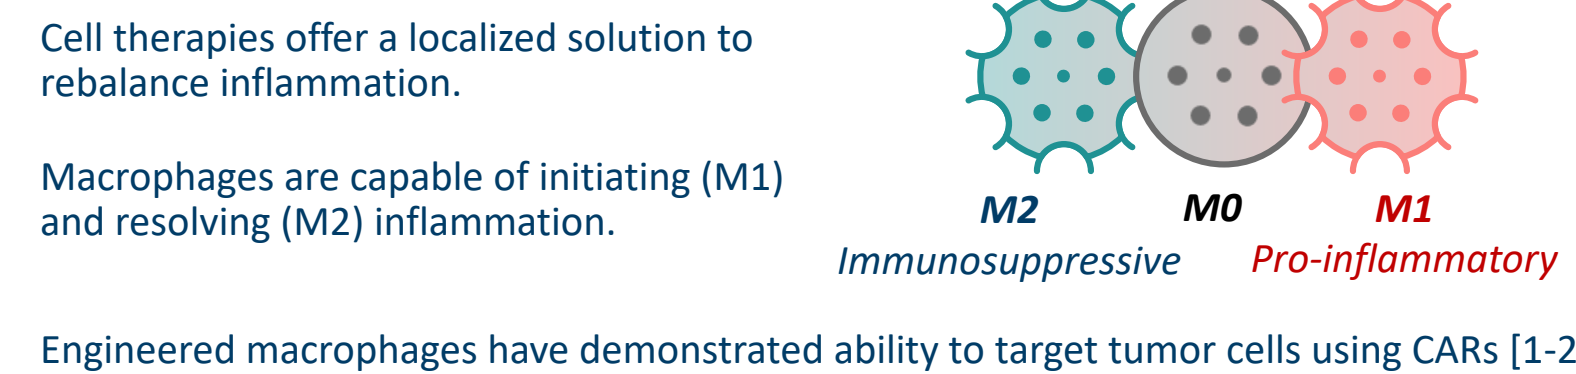 Cell therapies offer a localized solution to
rebalance inflammation.
Macrophages are capable of initiating (M1)
and resolving (M2) inflammation.
M2
M0
M1
Immunosuppressive
Pro-inflammatory
Engineered macrophages have demonstrated ability to target tumor cells using CARs [1-2